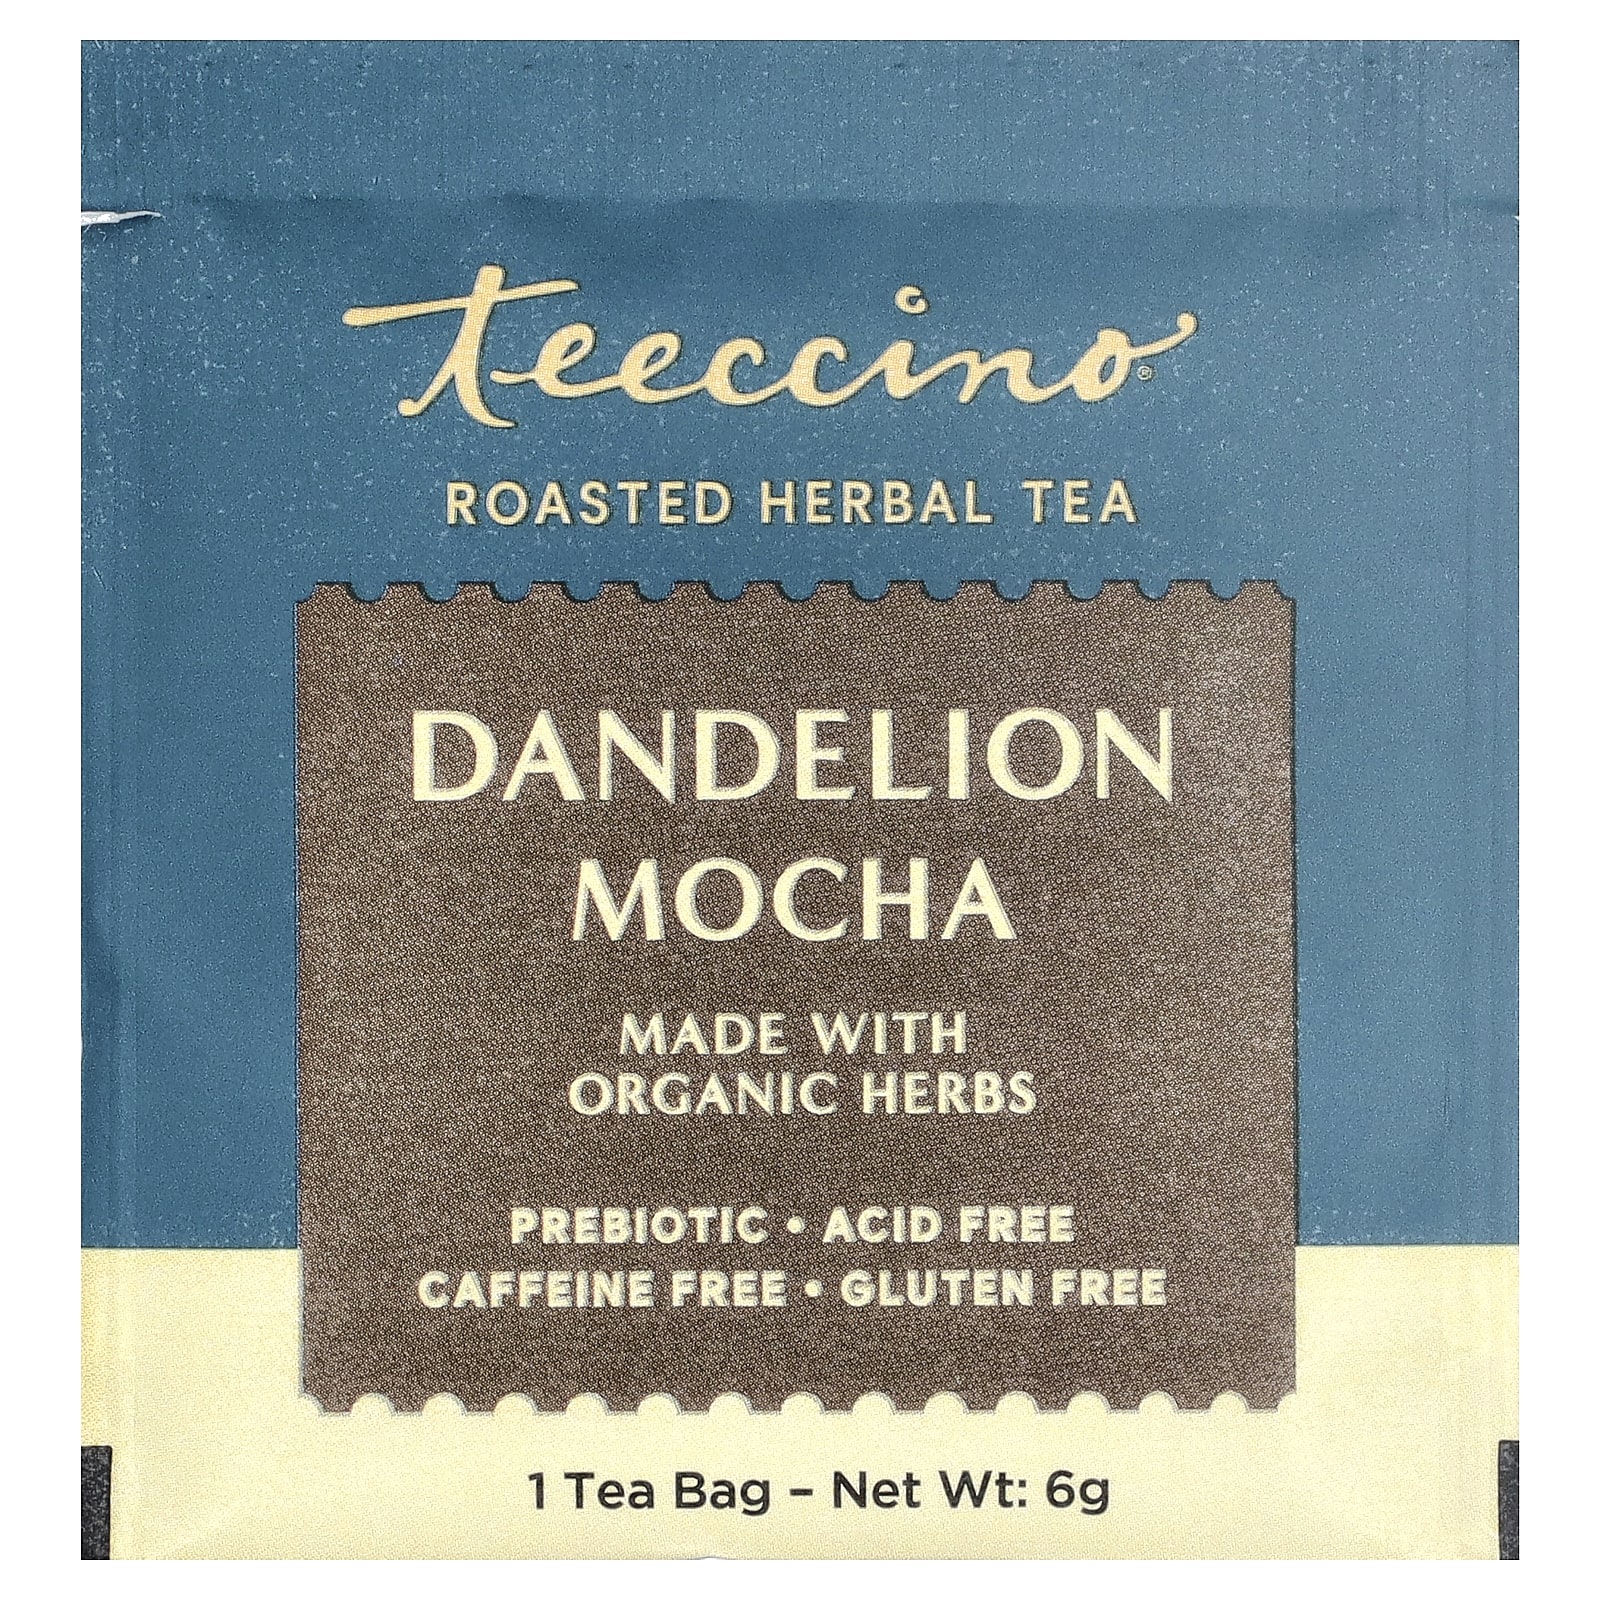 teeccino®
ROASTED HERBAL TEA
DANDELION
MOCHA
MADE WITH
ORGANIC HERBS
PREBIOTIC • ACID FREE
CAFFEINE FREE • GLUTEN FREE
1 Tea Bag – Net Wt: 6g